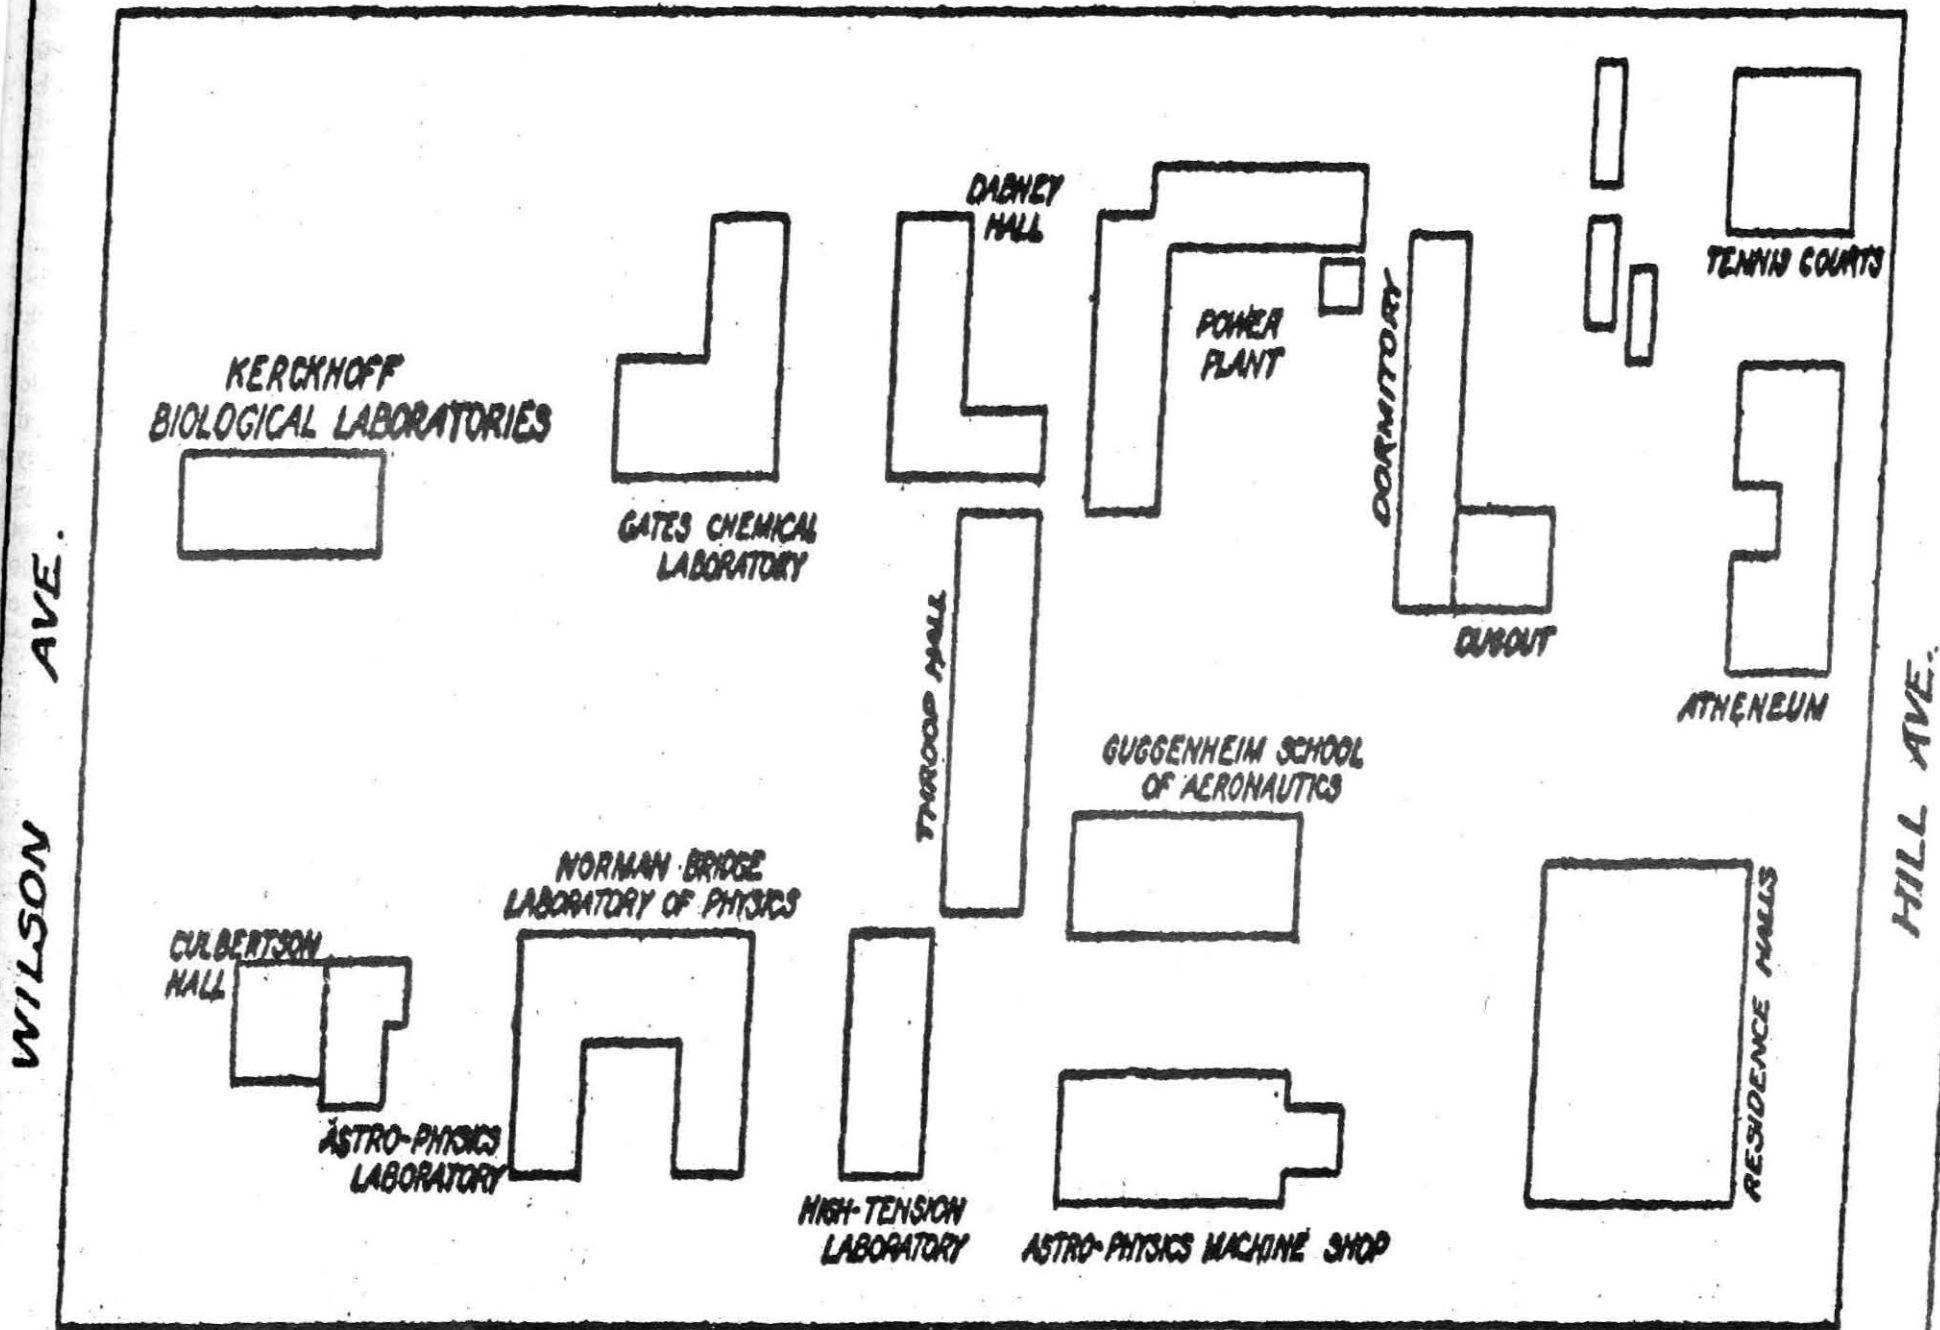 DABNEY
HALL
TENNIS COURTS
POWER
PLANT
DORMITORY
KERCKHOFF
BIOLOGICAL LABORATORIES
GATES CHEMICAL
LABORATORY
WILSON AVE.
THROOP HALL
DUGOUT
ATHENEUM
HILL AVE.
GUGGENHEIM SCHOOL
OF AERONAUTICS
NORMAN BRIDGE
LABORATORY OF PHYSICS
CULBERTSON
HALL
RESIDENCE HALLS
ASTRO-PHYSICS
LABORATORY
HIGH-TENSION
LABORATORY
ASTRO-PHYSICS MACHINE SHOP